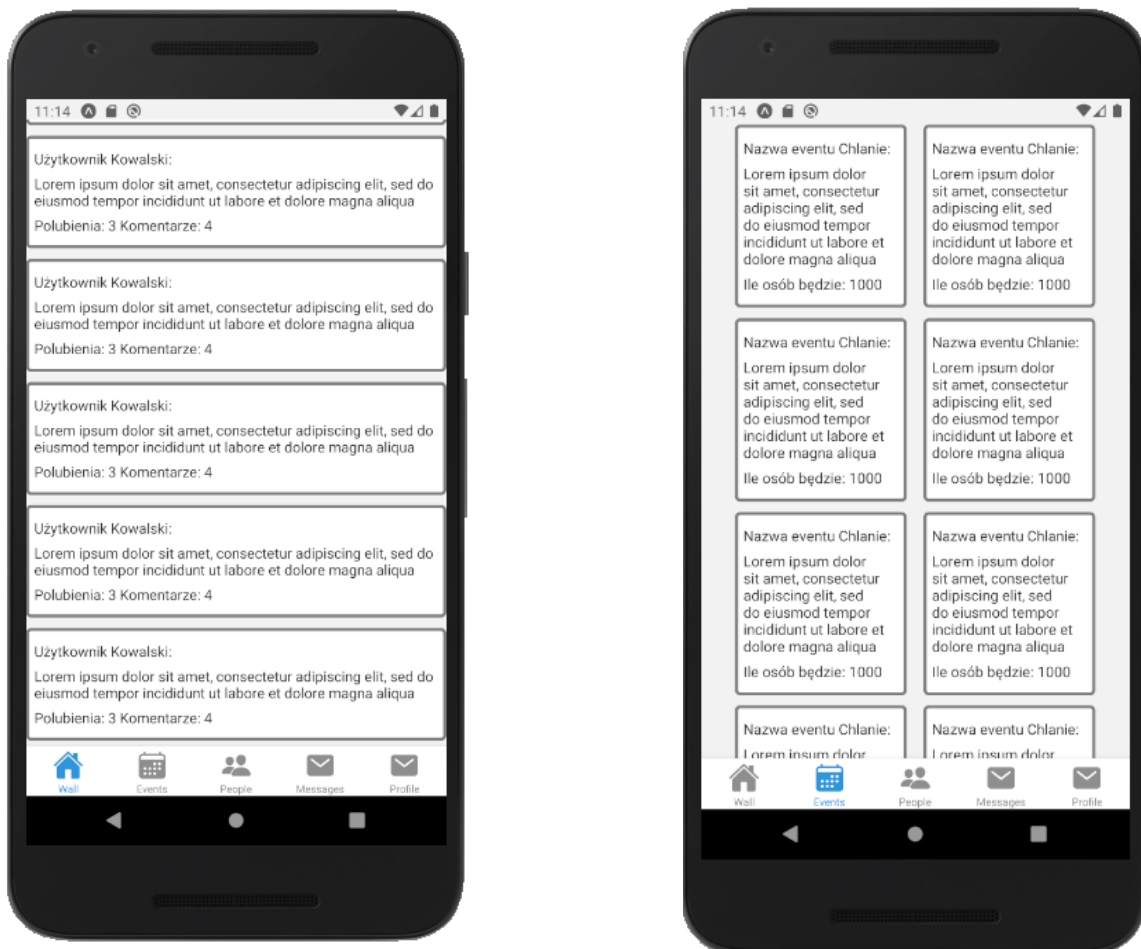 11:14
Użytkownik Kowalski:
Lorem ipsum dolor sit amet, consectetur adipiscing elit, sed do
eiusmod tempor incididunt ut labore et dolore magna aliqua
Polubienia: 3 Komentarze: 4
Użytkownik Kowalski:
Lorem ipsum dolor sit amet, consectetur adipiscing elit, sed do
eiusmod tempor incididunt ut labore et dolore magna aliqua
Polubienia: 3 Komentarze: 4
Użytkownik Kowalski:
Lorem ipsum dolor sit amet, consectetur adipiscing elit, sed do
eiusmod tempor incididunt ut labore et dolore magna aliqua
Polubienia: 3 Komentarze: 4
Użytkownik Kowalski:
Lorem ipsum dolor sit amet, consectetur adipiscing elit, sed do
eiusmod tempor incididunt ut labore et dolore magna aliqua
Polubienia: 3 Komentarze: 4
Użytkownik Kowalski:
Lorem ipsum dolor sit amet, consectetur adipiscing elit, sed do
eiusmod tempor incididunt ut labore et dolore magna aliqua
Polubienia: 3 Komentarze: 4
Wall Events People Messages Profile
11:14
Nazwa eventu Chlanie:
Lorem ipsum dolor
sit amet, consectetur
adipiscing elit, sed
do eiusmod tempor
incididunt ut labore et
dolore magna aliqua
Ile osób będzie: 1000
Nazwa eventu Chlanie:
Lorem ipsum dolor
sit amet, consectetur
adipiscing elit, sed
do eiusmod tempor
incididunt ut labore et
dolore magna aliqua
Ile osób będzie: 1000
Nazwa eventu Chlanie:
Lorem ipsum dolor
sit amet, consectetur
adipiscing elit, sed
do eiusmod tempor
incididunt ut labore et
dolore magna aliqua
Ile osób będzie: 1000
Nazwa eventu Chlanie:
Lorem ipsum dolor
sit amet, consectetur
adipiscing elit, sed
do eiusmod tempor
incididunt ut labore et
dolore magna aliqua
Ile osób będzie: 1000
Nazwa eventu Chlanie:
Lorem ipsum dolor
sit amet, consectetur
adipiscing elit, sed
do eiusmod tempor
incididunt ut labore et
dolore magna aliqua
Ile osób będzie: 1000
Nazwa eventu Chlanie:
Lorem ipsum dolor
sit amet, consectetur
adipiscing elit, sed
do eiusmod tempor
incididunt ut labore et
dolore magna aliqua
Ile osób będzie: 1000
Nazwa eventu Chlanie:
Lorem ipsum dolor
Nazwa eventu Chlanie:
Lorem ipsum dolor
Wall Events People Messages Profile